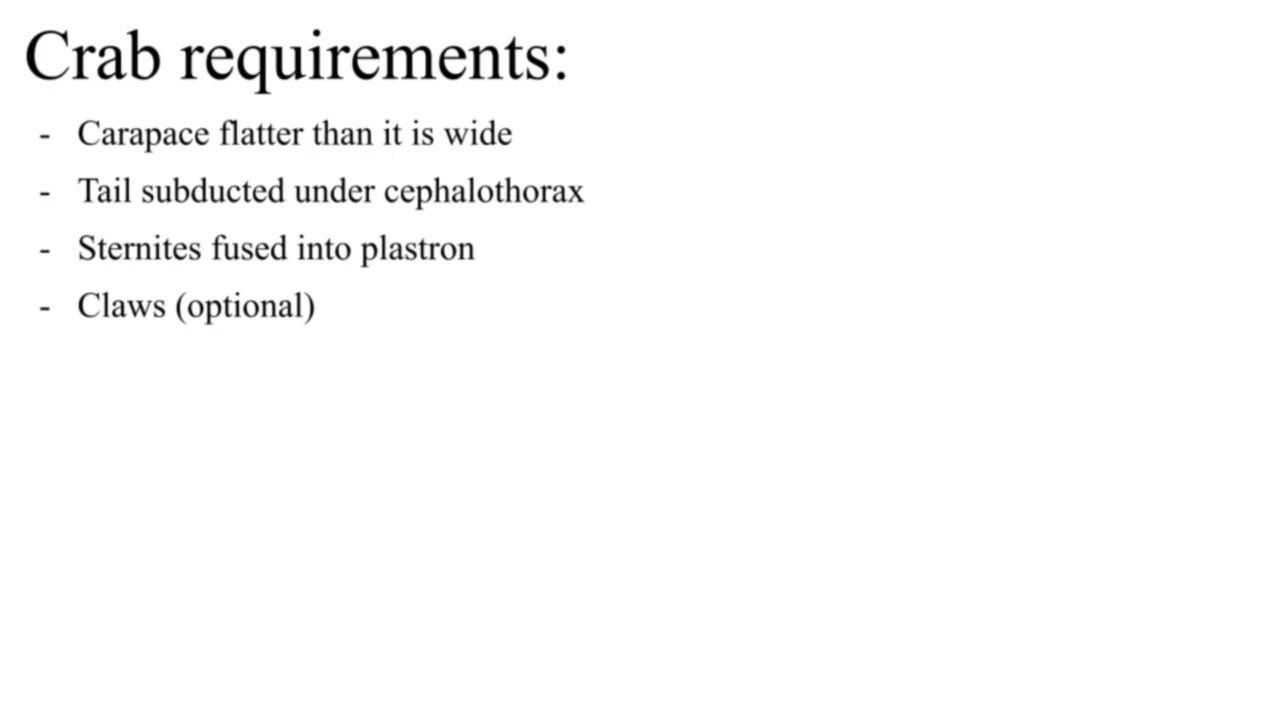 Crab requirements:
- Carapace flatter than it is wide
- Tail subducted under cephalothorax
- Sternites fused into plastron
- Claws (optional)